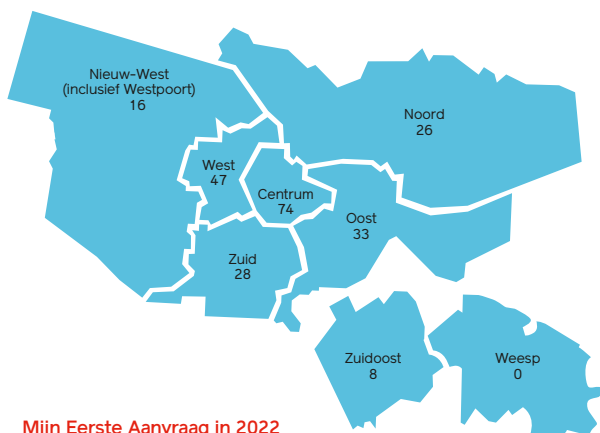 Nieuw-West
(inclusief Westpoort)
16
Noord
26
West
47
Centrum
74
Oost
33
Zuid
28
Zuidoost
8
Weesp
0
Mijn Eerste Aanvraag in 2022